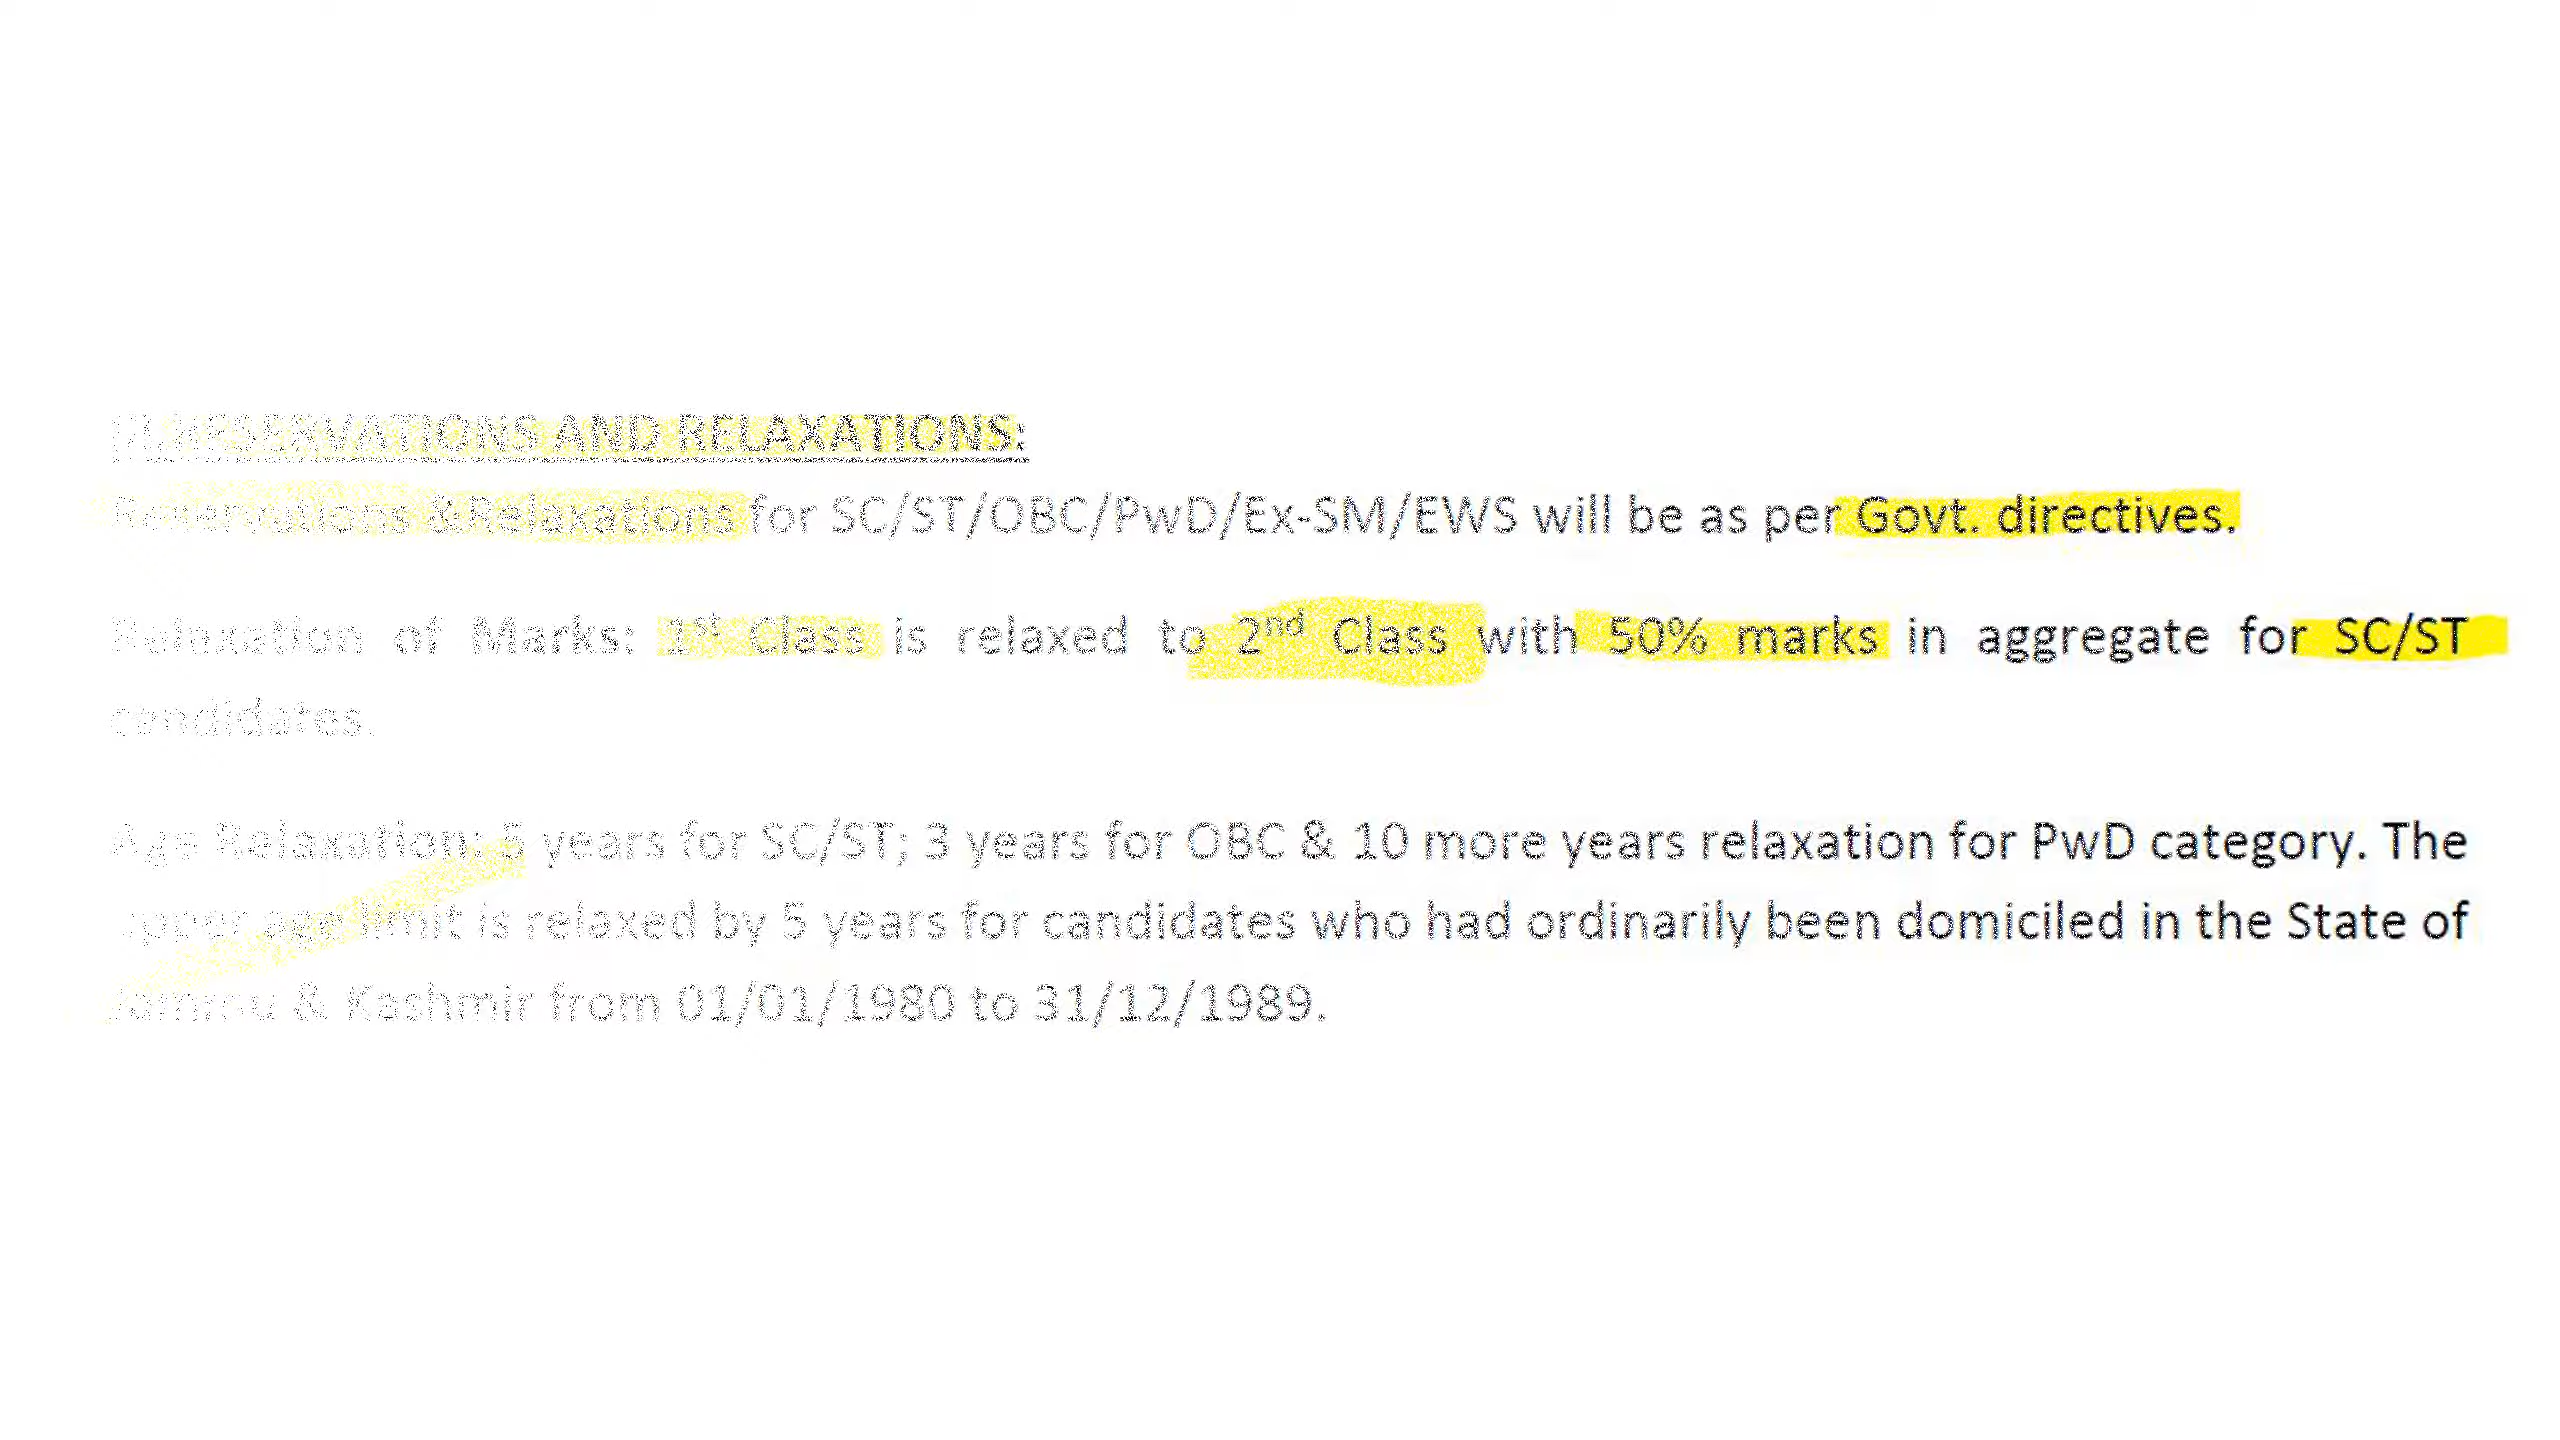 RESERVATIONS AND RELAXATIONS:
Reservations &Relaxations for SC/ST/OBC/PwD/Ex-SM/EWS will be as per Govt. directives.
Relaxation of Marks: 1st Class is relaxed to 2nd Class with 50% marks in aggregate for SC/ST
candidates.
Age Relaxation: 5 years for SC/ST; 3 years for OBC & 10 more years relaxation for PwD category. The
upper age limit is relaxed by 5 years for candidates who had ordinarily been domiciled in the State of
Jammu & Kashmir from 01/01/1980 to 31/12/1989.